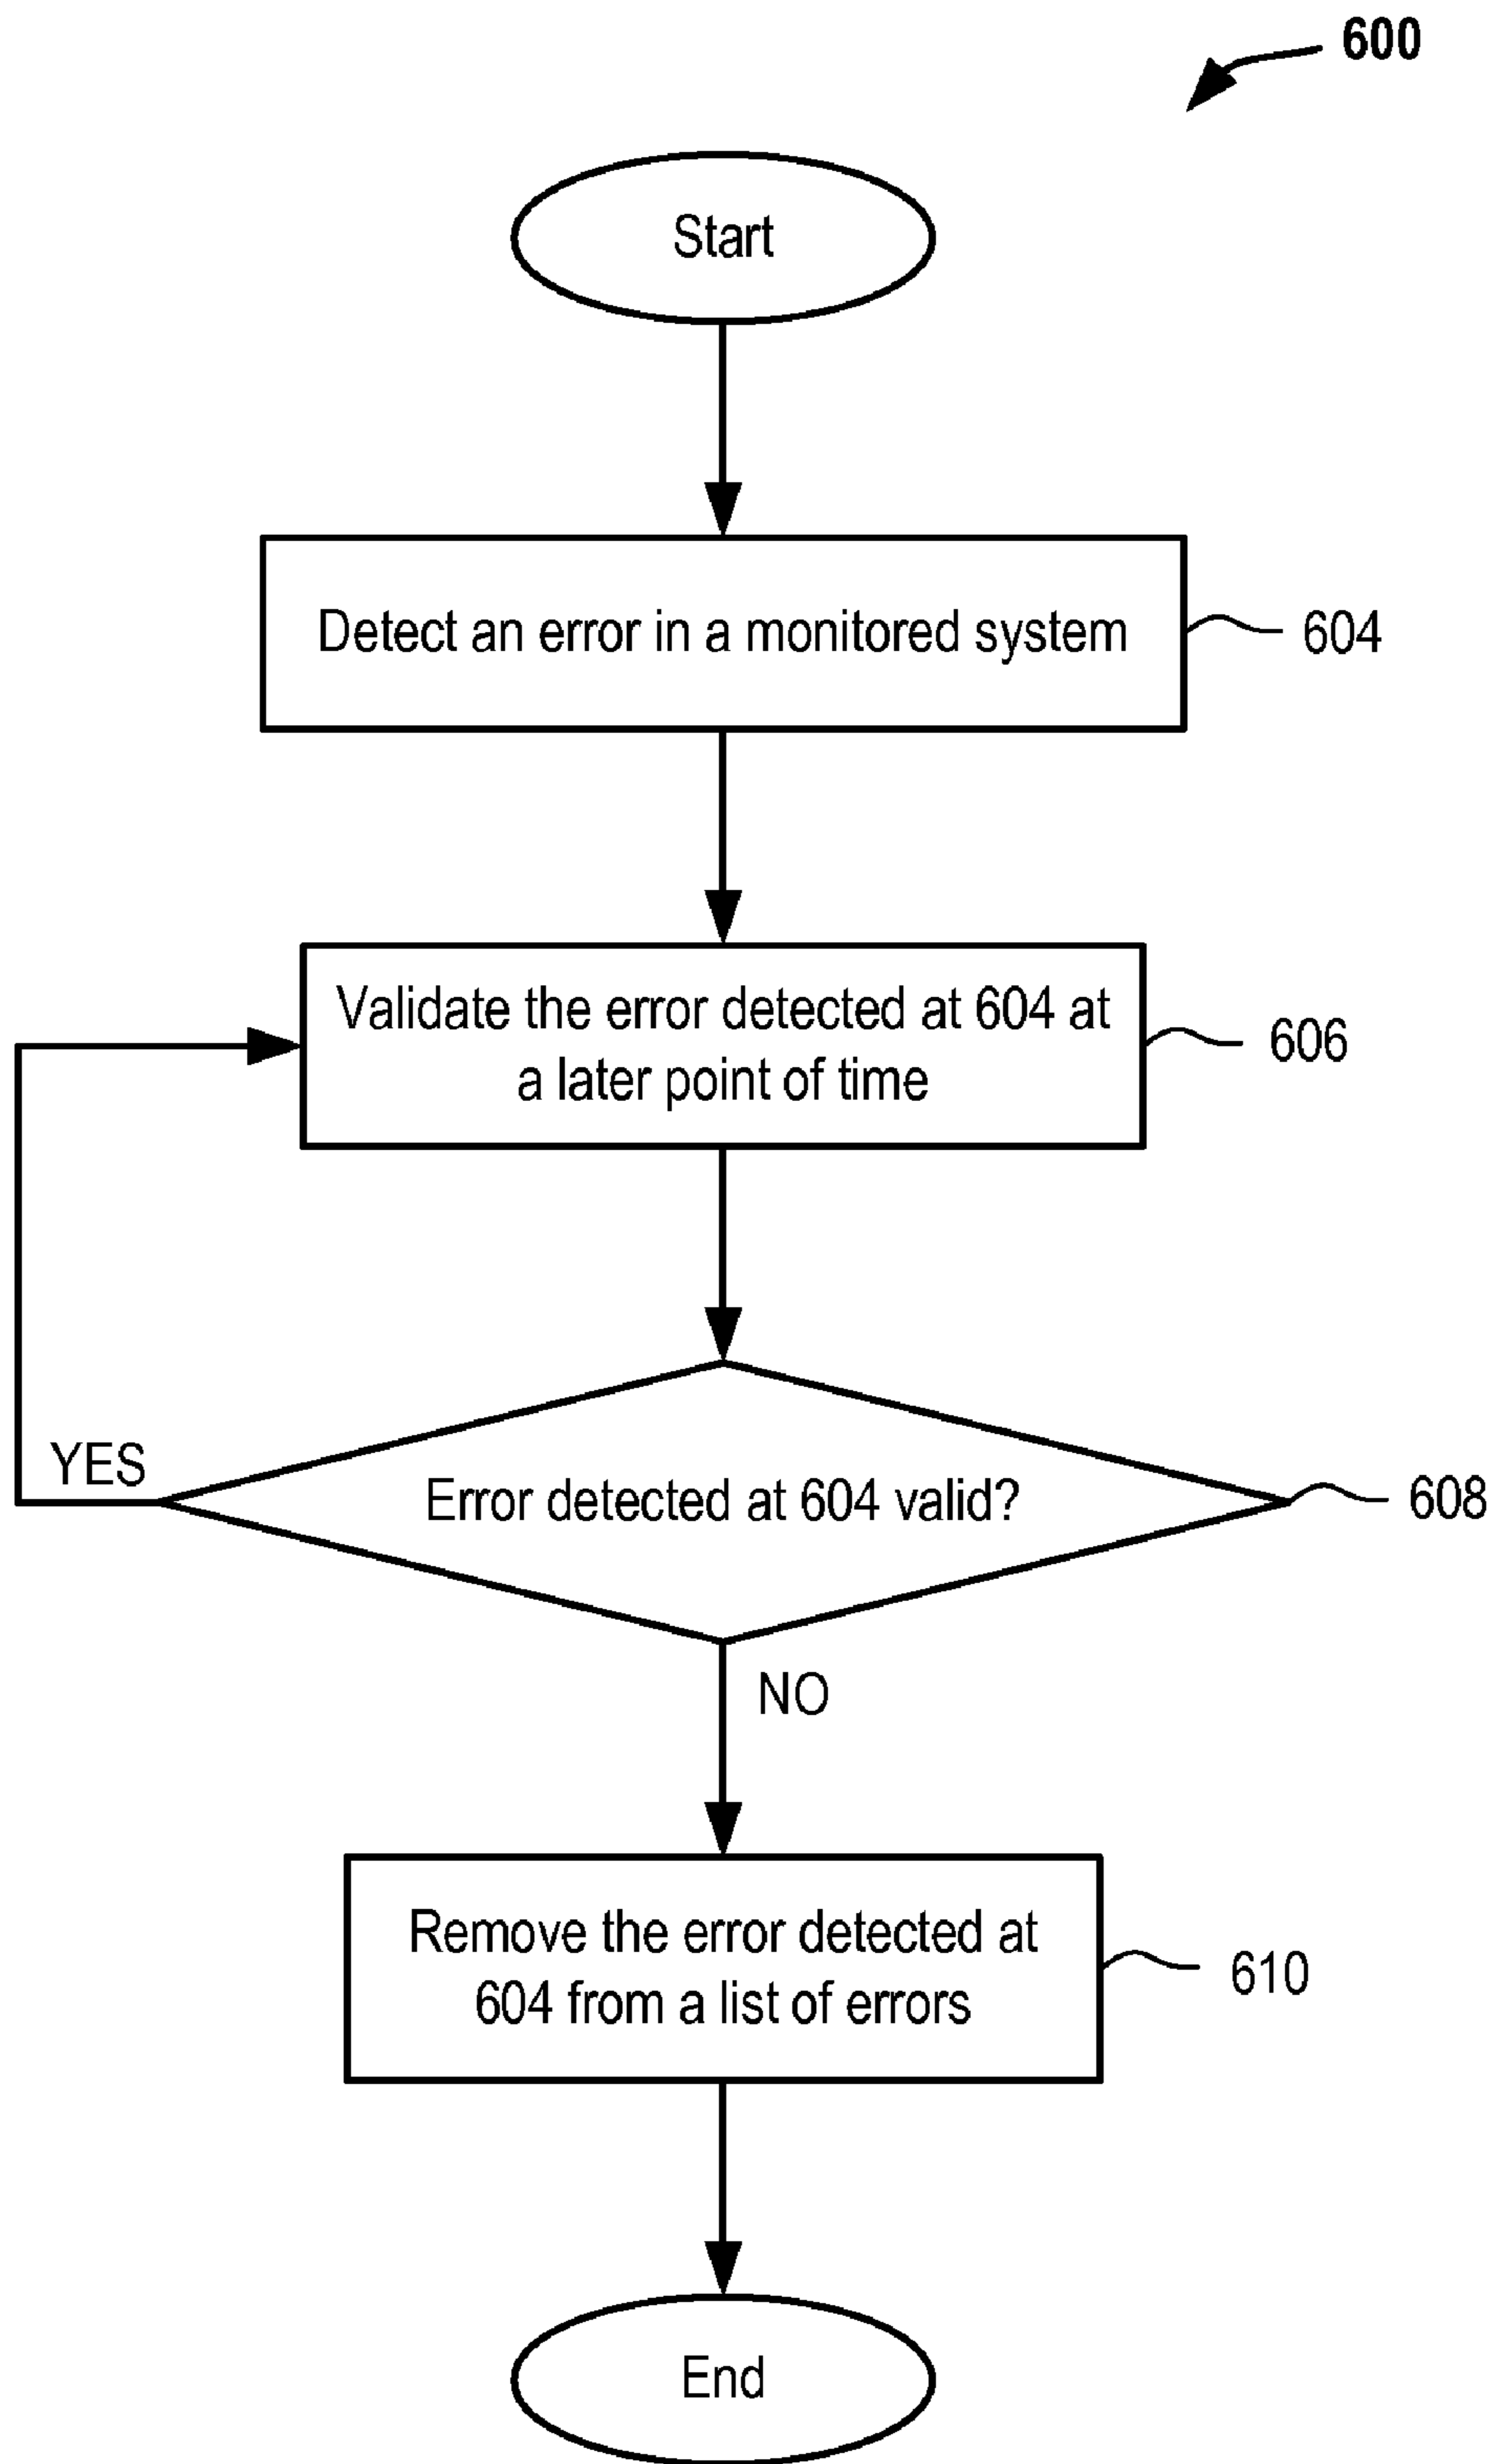 600
Start
Detect an error in a monitored system
604
Validate the error detected at 604 at
a later point of time
606
YES
Error detected at 604 valid?
608
NO
Remove the error detected at
604 from a list of errors
610
End